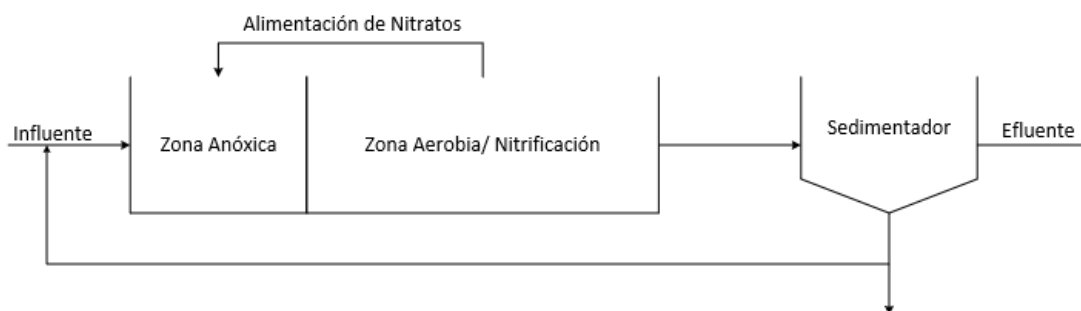 Alimentación de Nitratos
Influente
Zona Anóxica
Zona Aerobia/ Nitrificación
Sedimentador
Efluente